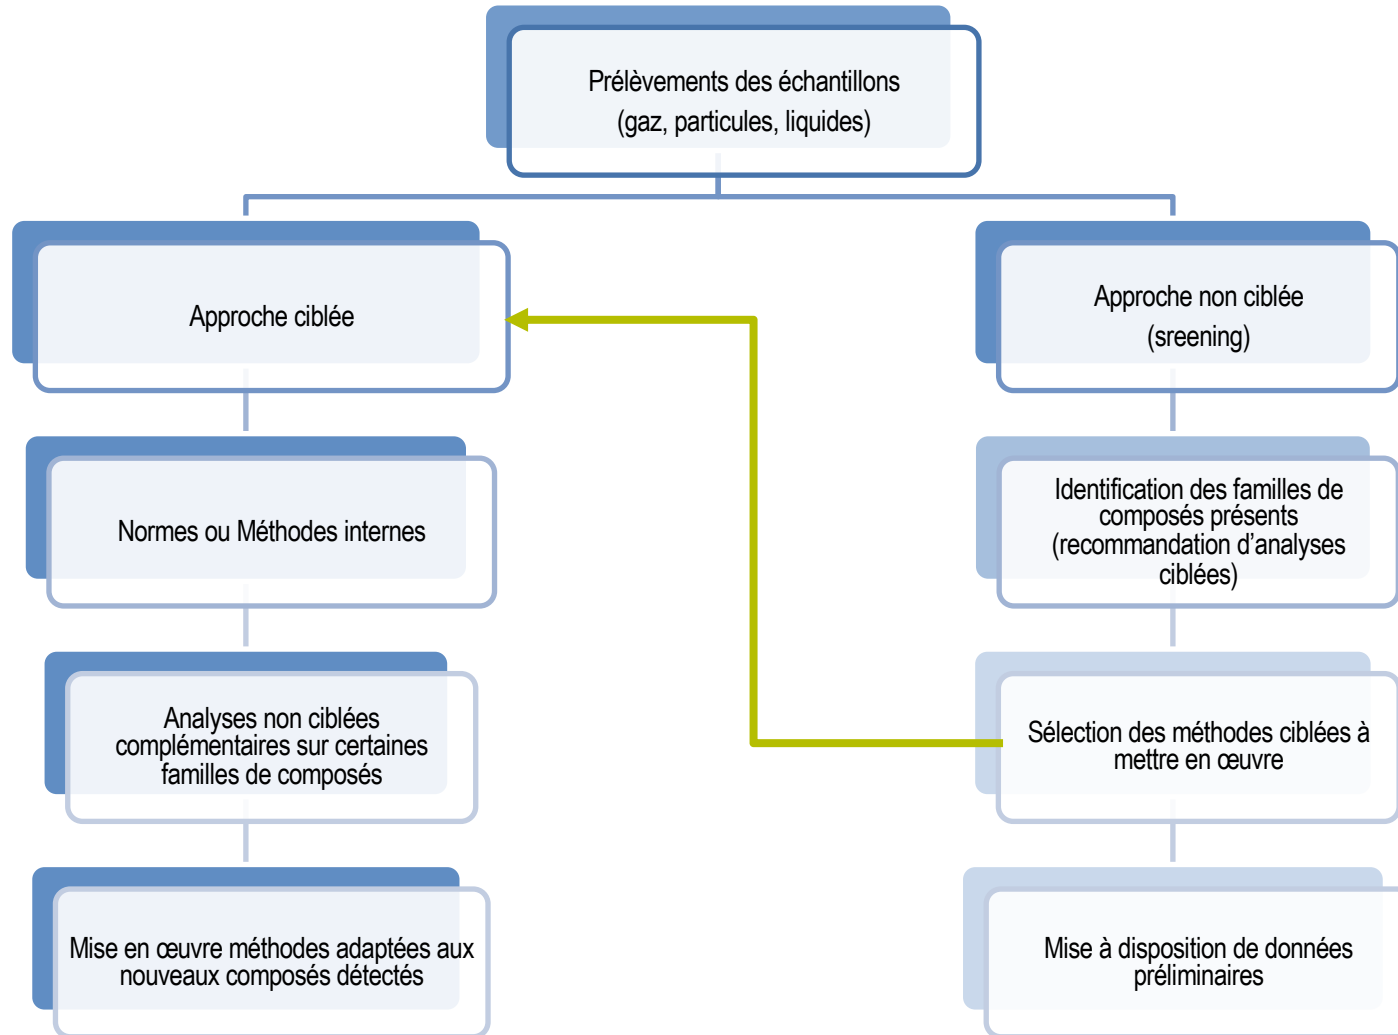 Prélèvements des échantillons
(gaz, particules, liquides)
Approche ciblée
Approche non ciblée
(sreening)
Normes ou Méthodes internes
Identification des familles de
composés présents
(recommandation d’analyses
ciblées)
Analyses non ciblées
complémentaires sur certaines
familles de composés
Sélection des méthodes ciblées à
mettre en œuvre
Mise en œuvre méthodes adaptées aux
nouveaux composés détectés
Mise à disposition de données
préliminaires